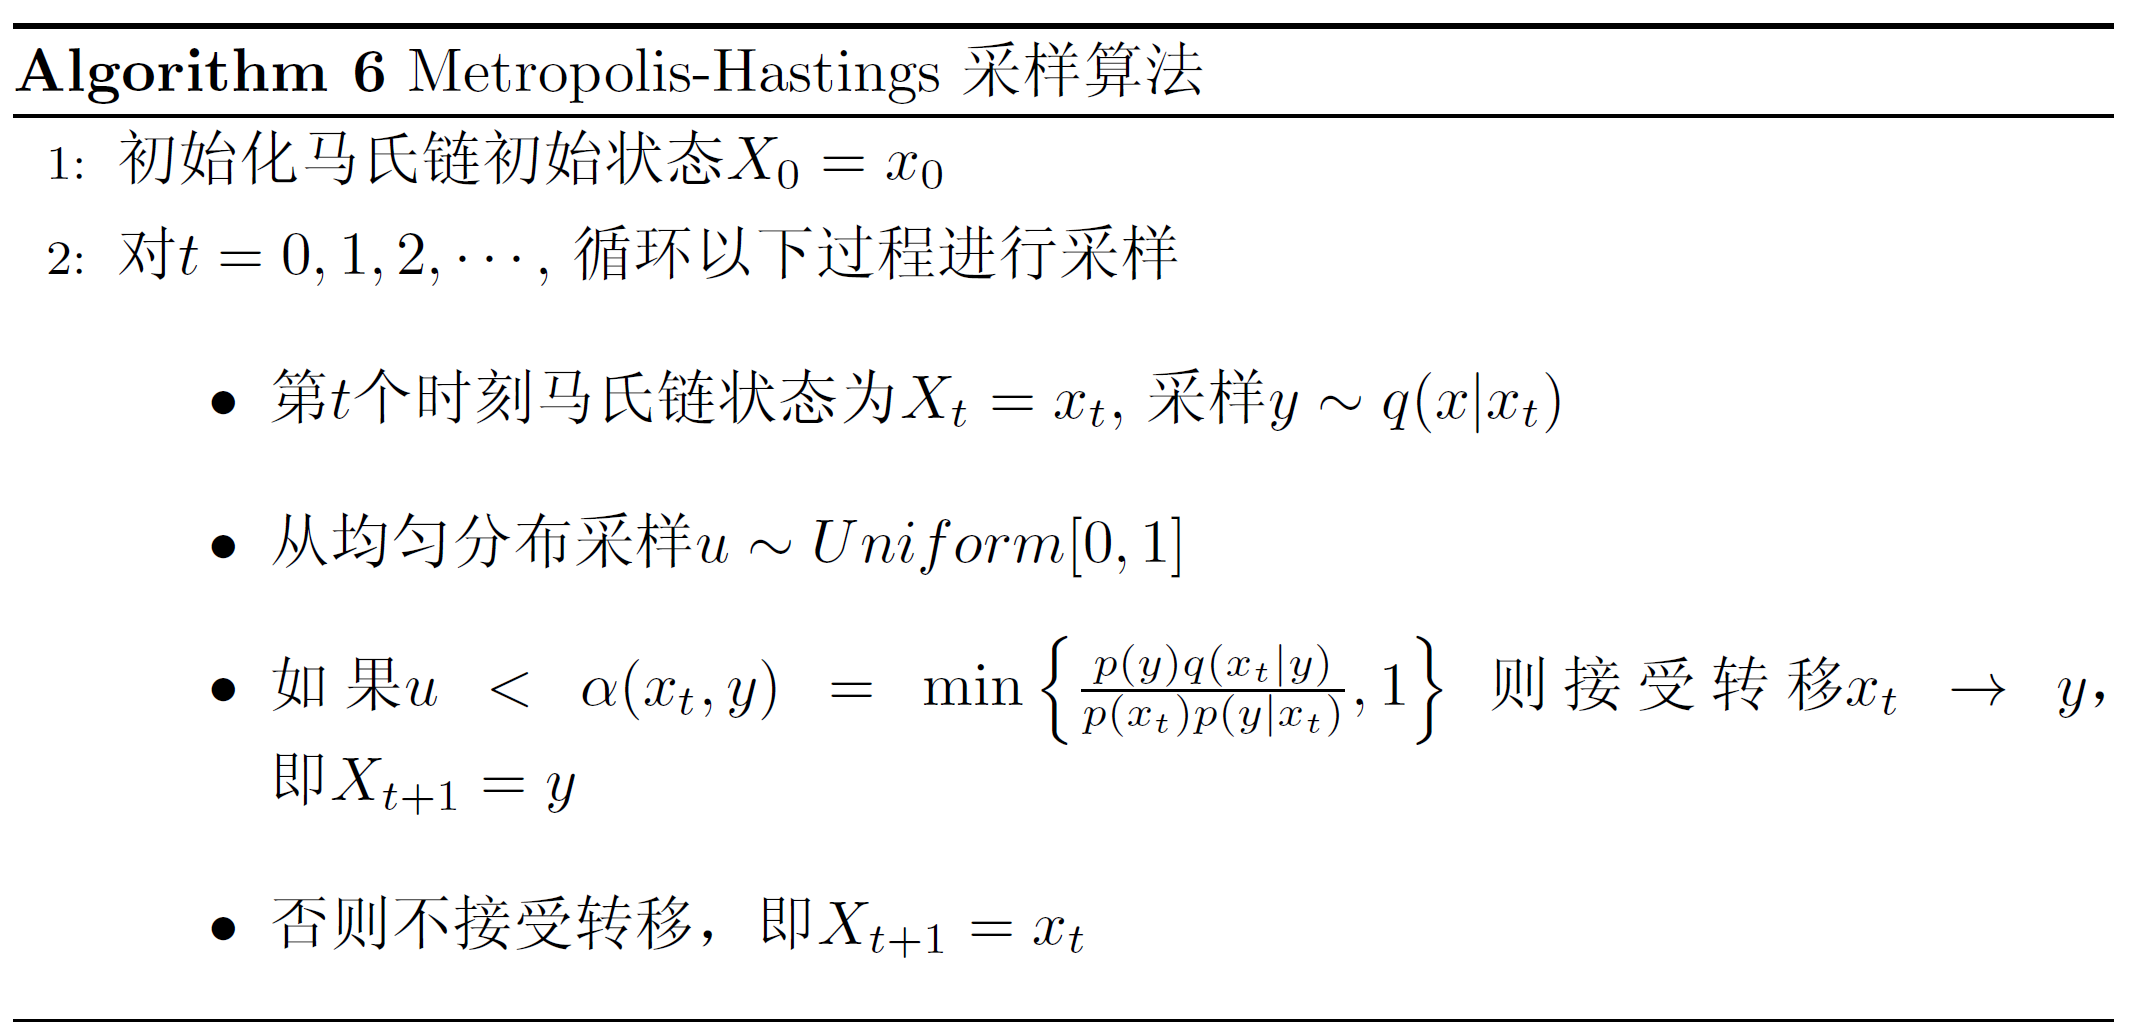 Algorithm 6 Metropolis-Hastings 采样算法
1: 初始化马氏链初始状态$X_0 = x_0$
2: 对$t = 0, 1, 2, \cdots$, 循环以下过程进行采样
• 第$t$个时刻马氏链状态为$X_t = x_t$, 采样$y \sim q(x|x_t)$
• 从均匀分布采样$u \sim Uniform[0, 1]$
• 如果$u < \alpha(x_t, y) = \min\left\{\frac{p(y)q(x_t|y)}{p(x_t)p(y|x_t)}, 1\right\}$ 则接受转移$x_t \to y$，
即$X_{t+1} = y$
• 否则不接受转移，即$X_{t+1} = x_t$